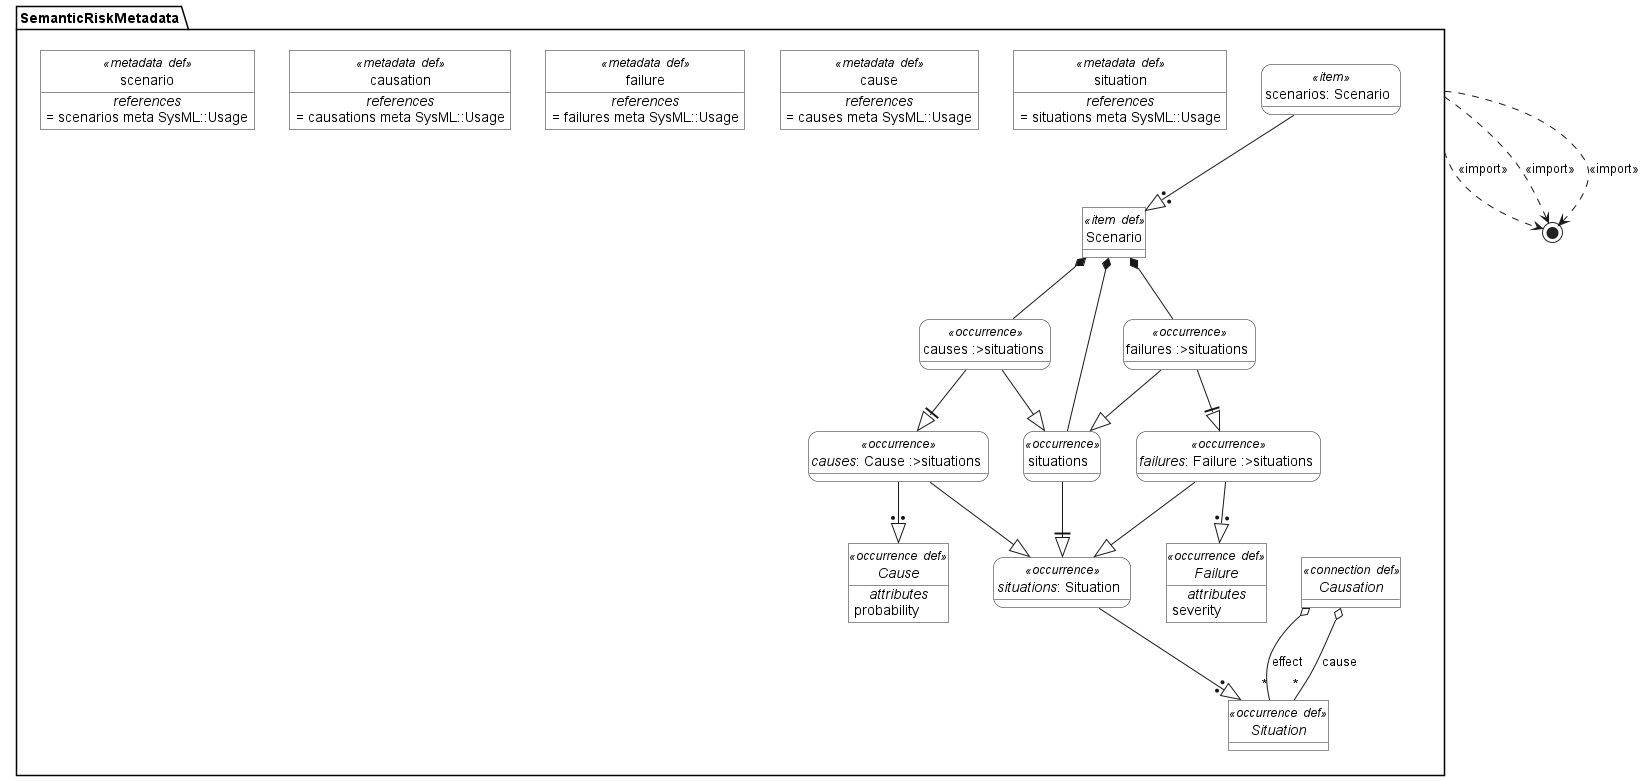 SemanticRiskMetadata
«metadata def»
scenario
references
= scenarios meta SysML::Usage
«metadata def»
causation
references
= causations meta SysML::Usage
«metadata def»
failure
references
= failures meta SysML::Usage
«metadata def»
cause
references
= causes meta SysML::Usage
«metadata def»
situation
references
= situations meta SysML::Usage
«item»
scenarios: Scenario
«import»
«import»
«import»
«item def»
Scenario
«occurrence»
causes :>situations
«occurrence»
failures :>situations
«occurrence»
causes: Cause :>situations
«occurrence»
situations
«occurrence»
failures: Failure :>situations
«occurrence def»
Cause
attributes
probability
«occurrence»
situations: Situation
«occurrence def»
Failure
attributes
severity
«connection def»
Causation
effect
cause
*
*
«occurrence def»
Situation